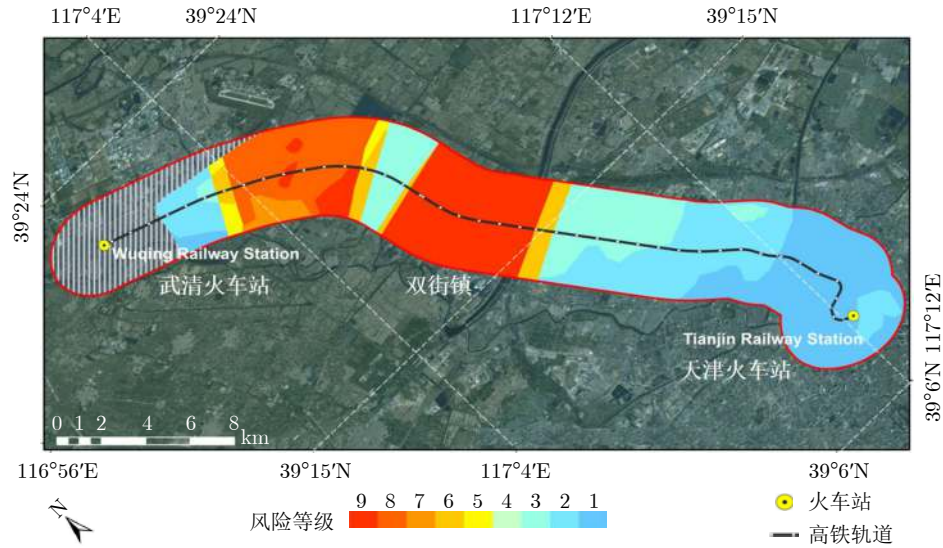 117°4′E 39°24′N 117°12′E 39°15′N
39°24′N
Wuqing Railway Station
武清火车站
双街镇
Tianjin Railway Station
天津火车站
39°6′N 117°12′E
0 1 2 4 6 8
km
116°56′E 39°15′N 117°4′E 39°6′N
N
9 8 7 6 5 4 3 2 1
风险等级
火车站
高铁轨道